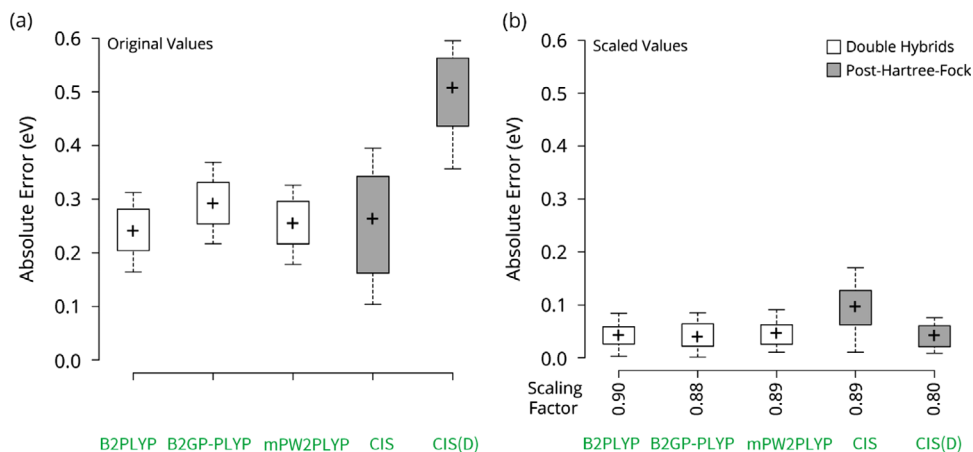 (a)
Original Values
Absolute Error (eV)
0.6
0.5
0.4
0.3
0.2
0.1
0.0
B2PLYP B2GP-PLYP mPW2PLYP CIS CIS(D)
(b)
Scaled Values
Double Hybrids
Post-Hartree-Fock
Absolute Error (eV)
0.6
0.5
0.4
0.3
0.2
0.1
0.0
Scaling
Factor
0.90 0.88 0.89 0.89 0.80
B2PLYP B2GP-PLYP mPW2PLYP CIS CIS(D)